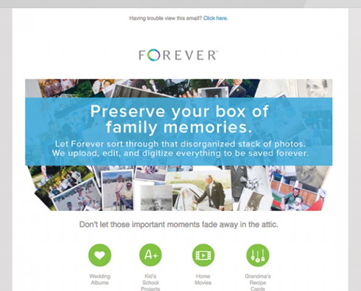 Having trouble view this email? Click here.
FOREVER
Preserve your box of
family memories.
Let Forever sort through that disorganized stack of photos.
We upload, edit, and digitize everything to be saved forever.
Don't let those important moments fade away in the attic.
A+
Wedding
Albums
Kid's
School
Projects
Home
Movies
Grandma's
Recipe
Cards